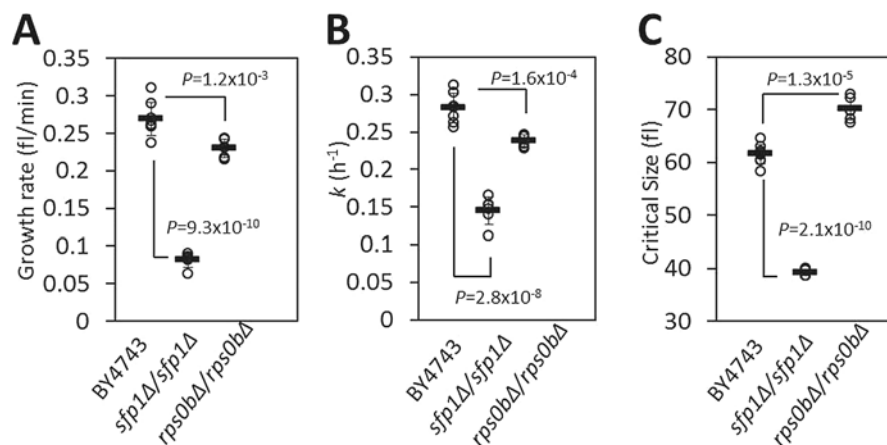 A
Growth rate (fl/min)
0.35
0.3
0.25
0.2
0.15
0.1
0.05
0
P=1.2x10-3
P=9.3x10-10
BY4743
sfp1Δ/sfp1Δ
rps0bΔ/rps0bΔ
B
k (h-1)
0.35
0.3
0.25
0.2
0.15
0.1
0.05
0
P=1.6x10-4
P=2.8x10-8
BY4743
sfp1Δ/sfp1Δ
rps0bΔ/rps0bΔ
C
Critical Size (fl)
80
70
60
50
40
30
P=1.3x10-5
P=2.1x10-10
BY4743
sfp1Δ/sfp1Δ
rps0bΔ/rps0bΔ